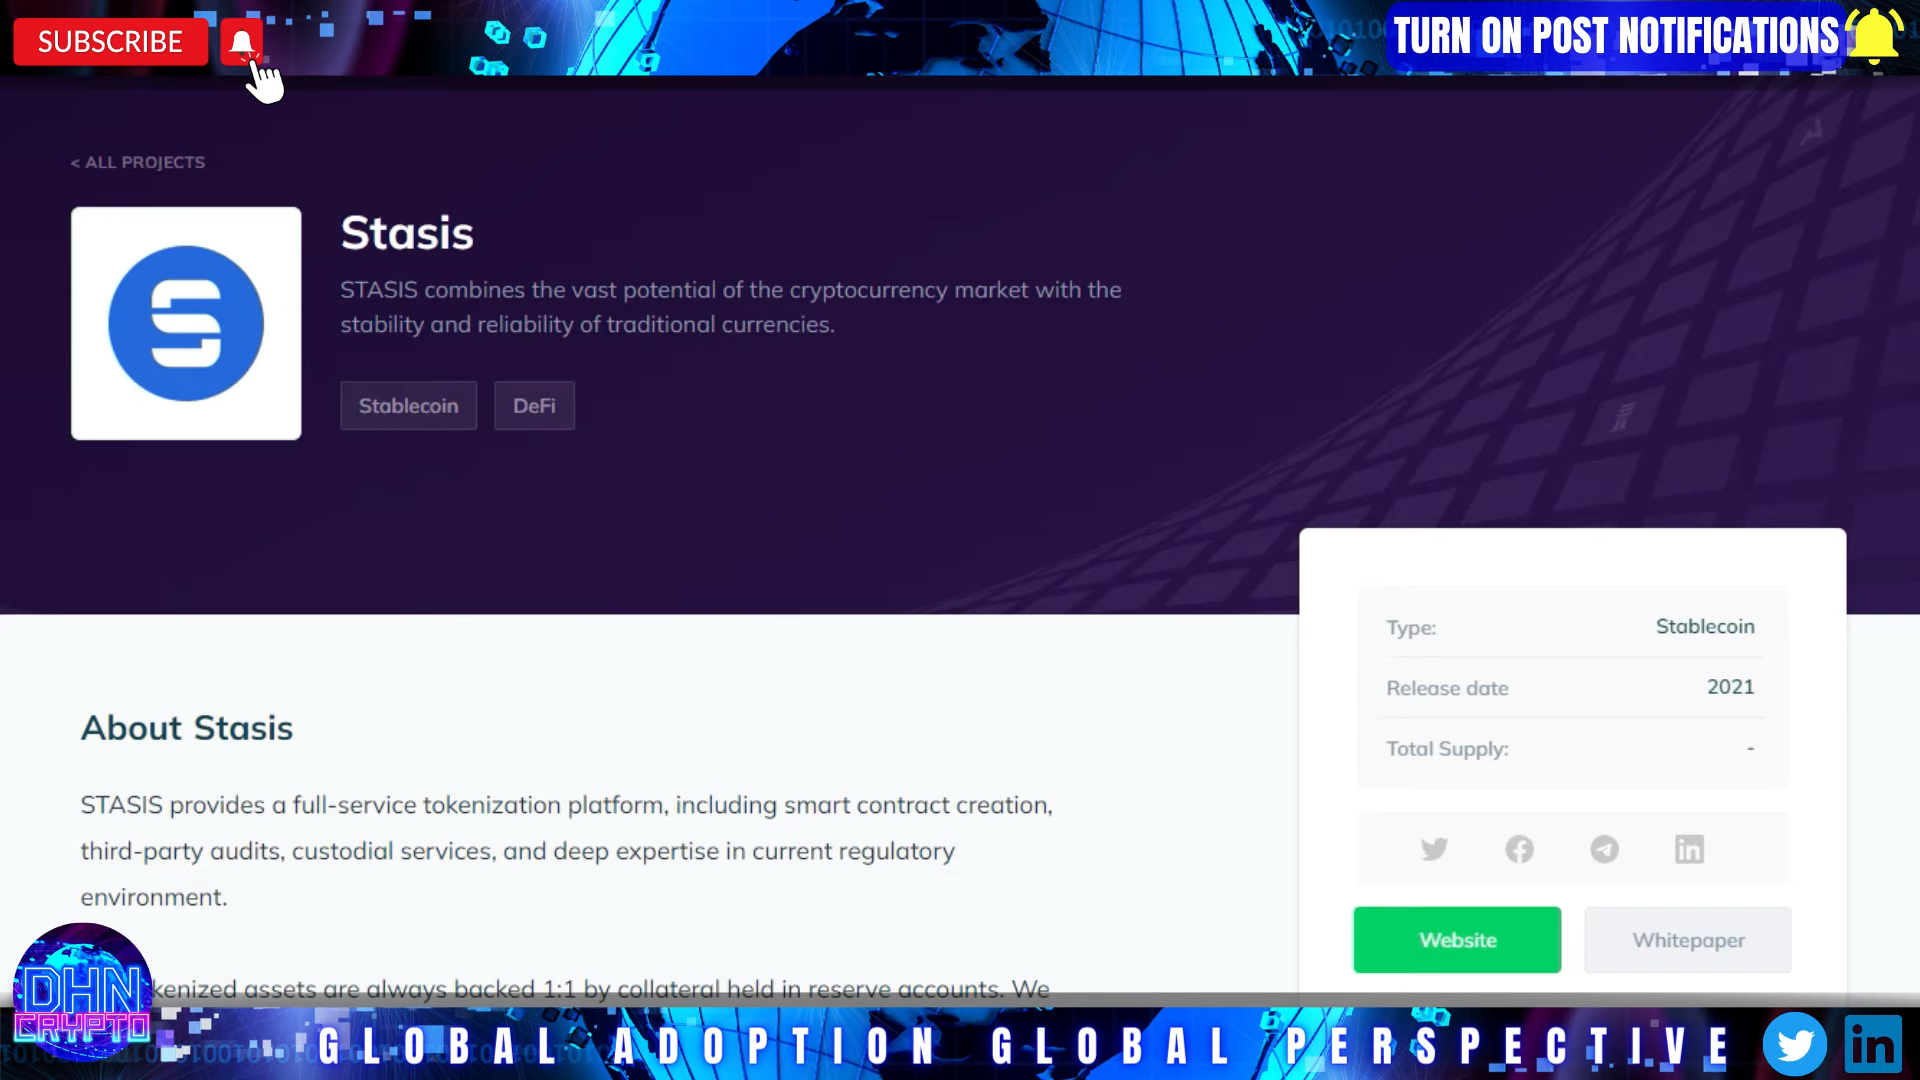 SUBSCRIBE
TURN ON POST NOTIFICATIONS
< ALL PROJECTS
Stasis
STASIS combines the vast potential of the cryptocurrency market with the
stability and reliability of traditional currencies.
Stablecoin
DeFi
Type: Stablecoin
Release date 2021
Total Supply: -
About Stasis
STASIS provides a full-service tokenization platform, including smart contract creation,
third-party audits, custodial services, and deep expertise in current regulatory
environment.
assets are always backed 1:1 by collateral held in reserve accounts. We
Website
Whitepaper
DHN
CRYPTO
GLOBAL ADOPTION GLOBAL PERSPECTIVE
in